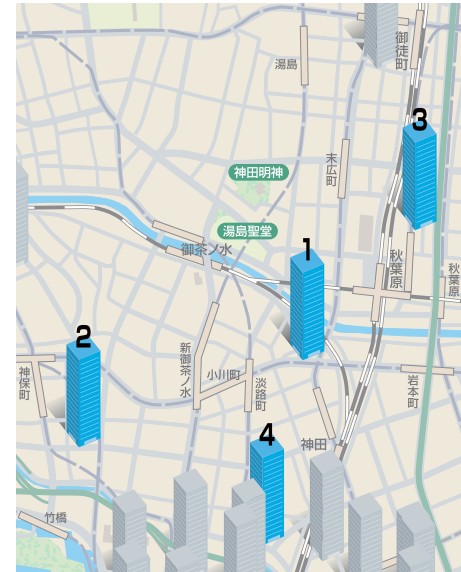 御徒町
湯島
3
末広町
神田明神
湯島聖堂
御茶ノ水
1
秋葉原
秋葉原
2
新御茶ノ水
小川町
淡路町
神保町
岩本町
4
神田
竹橋